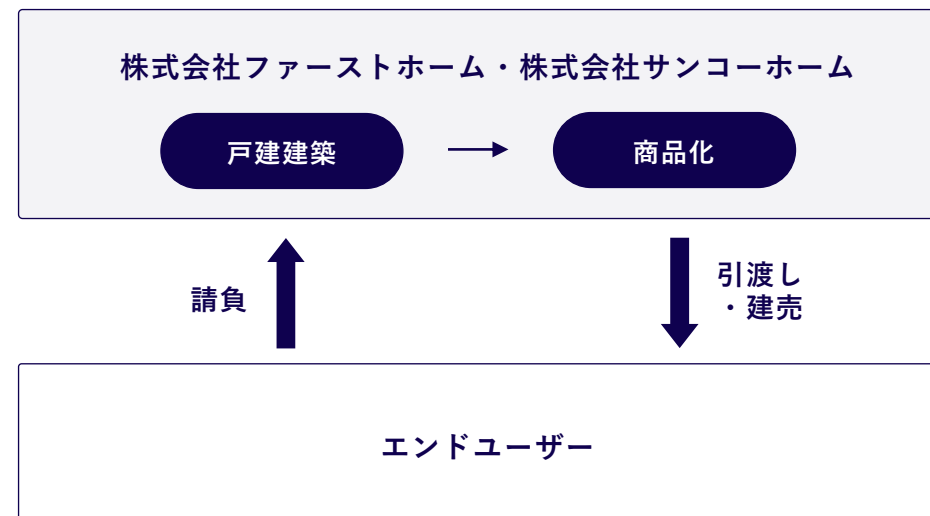 株式会社ファーストホーム・株式会社サンコーホーム
戸建建築
商品化
請負
引渡し
・建売
エンドユーザー